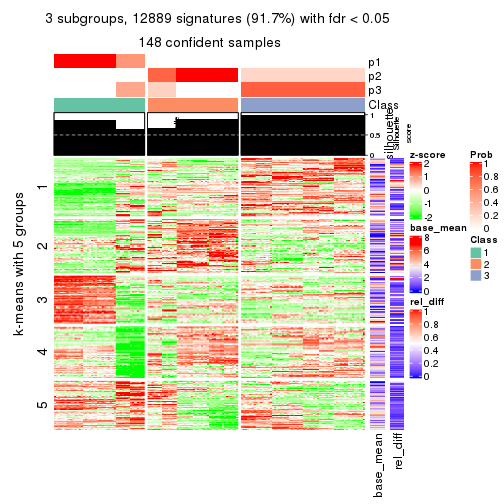 3 subgroups, 12889 signatures (91.7%) with fdr < 0.05
148 confident samples
p1
p2
p3
Class
1
0.5
0
silhouette
Silhouette
score
k-means with 5 groups
1
2
3
4
5
base_mean
rel_diff
z-score
2
1
0
-1
-2
base_mean
8
6
4
2
0
rel_diff
1
0.8
0.6
0.4
0.2
0
Prob
1
0.8
0.6
0.4
0.2
0
Class
1
2
3